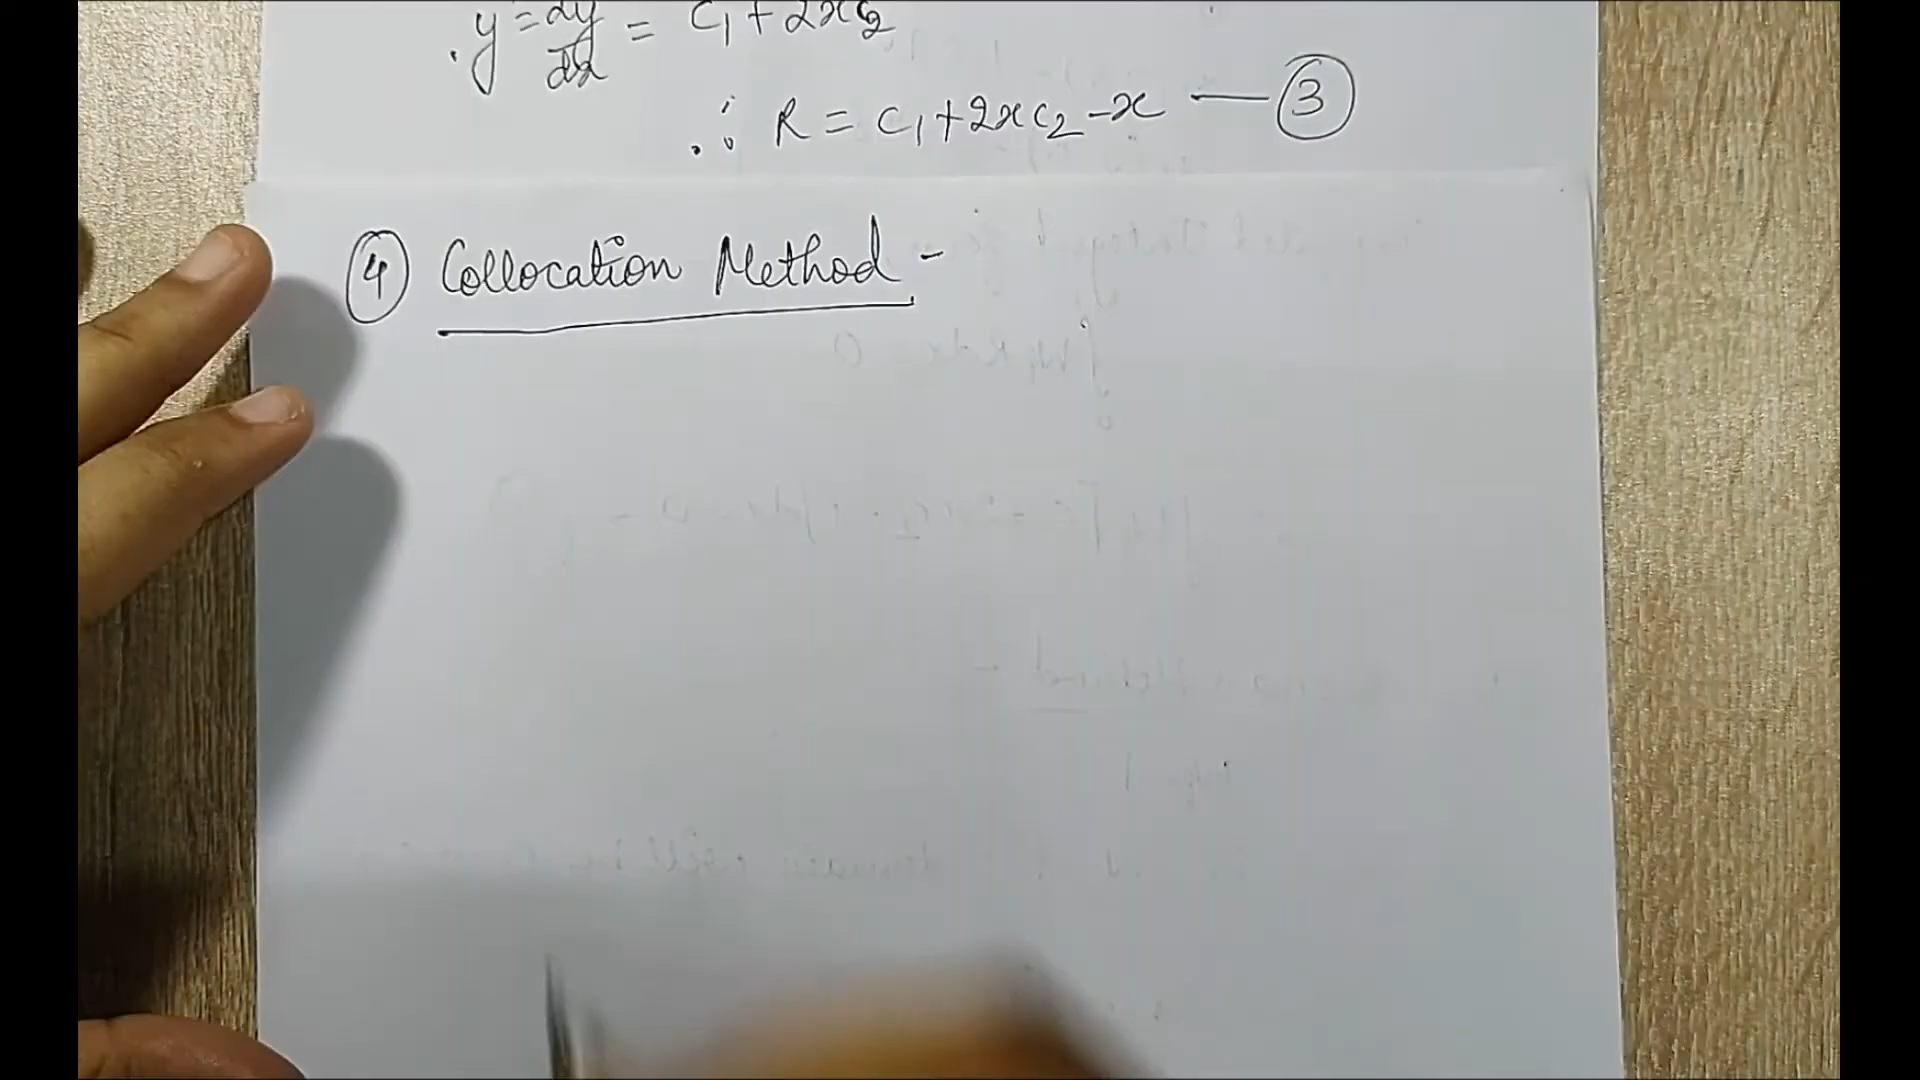 y' = dy/dx = C₁ + 2xC₂
∴ R = C₁ + 2xC₂ - x — ③
④ Collocation Method -